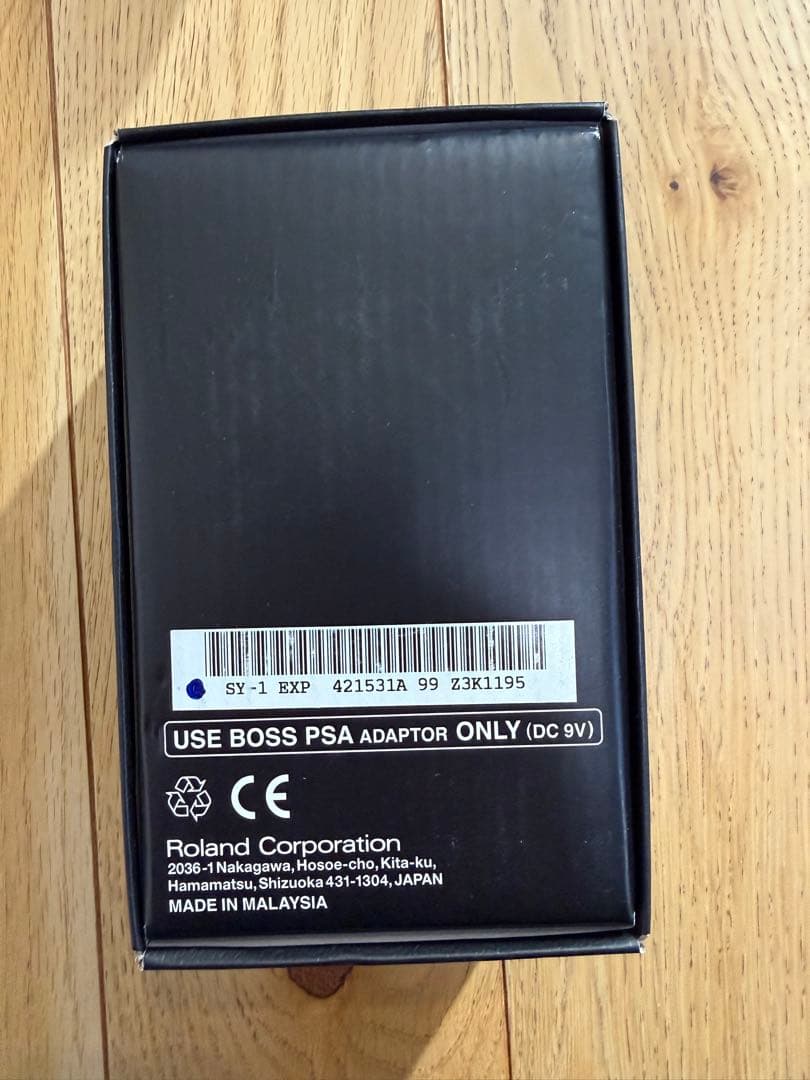 SY-1 EXP 421531A 99 Z3K1195
USE BOSS PSA ADAPTOR ONLY (DC 9V)
CE
Roland Corporation
2036-1 Nakagawa, Hosoe-cho, Kita-ku,
Hamamatsu, Shizuoka 431-1304, JAPAN
MADE IN MALAYSIA